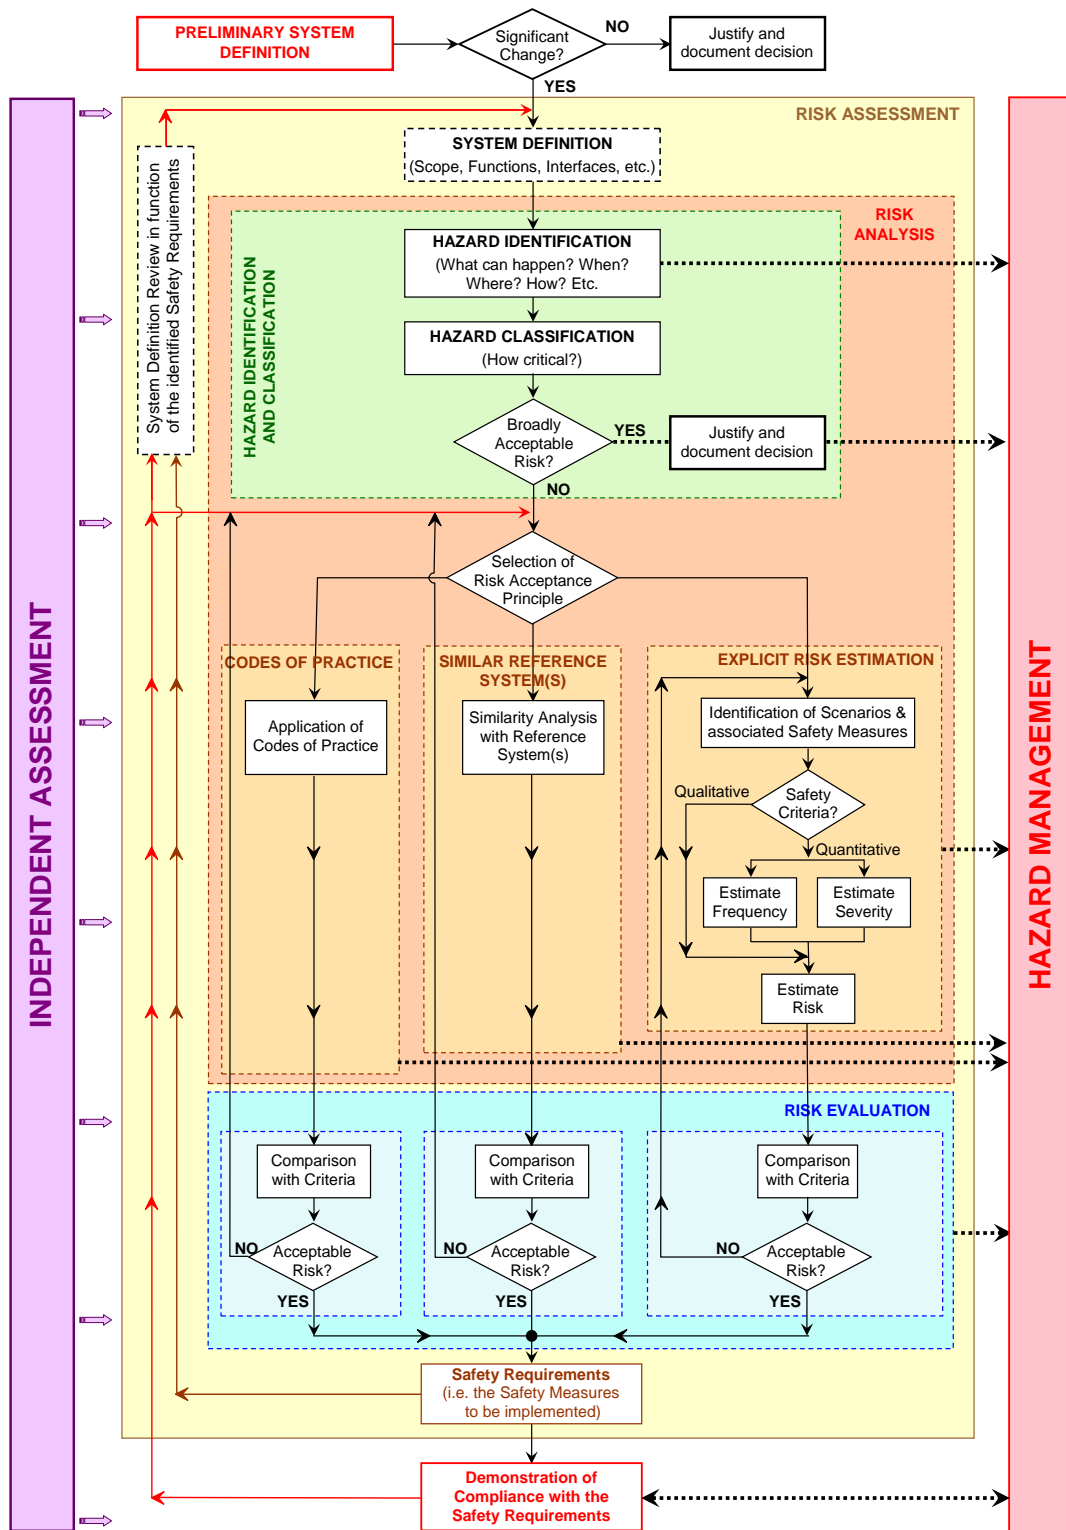 PRELIMINARY SYSTEM
DEFINITION
Significant
Change?
NO
Justify and
document decision
YES
RISK ASSESSMENT
INDEPENDENT ASSESSMENT
HAZARD MANAGEMENT
System Definition Review in function
of the identified Safety Requirements
SYSTEM DEFINITION
(Scope, Functions, Interfaces, etc.)
RISK
ANALYSIS
HAZARD IDENTIFICATION
AND CLASSIFICATION
HAZARD IDENTIFICATION
(What can happen? When?
Where? How? Etc.
HAZARD CLASSIFICATION
(How critical?)
Broadly
Acceptable
Risk?
YES
Justify and
document decision
NO
Selection of
Risk Acceptance
Principle
CODES OF PRACTICE
Application of
Codes of Practice
SIMILAR REFERENCE
SYSTEM(S)
Similarity Analysis
with Reference
System(s)
EXPLICIT RISK ESTIMATION
Identification of Scenarios &
associated Safety Measures
Qualitative
Safety
Criteria?
Quantitative
Estimate
Frequency
Estimate
Severity
Estimate
Risk
RISK EVALUATION
Comparison
with Criteria
NO
Acceptable
Risk?
YES
Comparison
with Criteria
NO
Acceptable
Risk?
YES
Comparison
with Criteria
NO
Acceptable
Risk?
YES
Safety Requirements
(i.e. the Safety Measures
to be implemented)
Demonstration of
Compliance with the
Safety Requirements